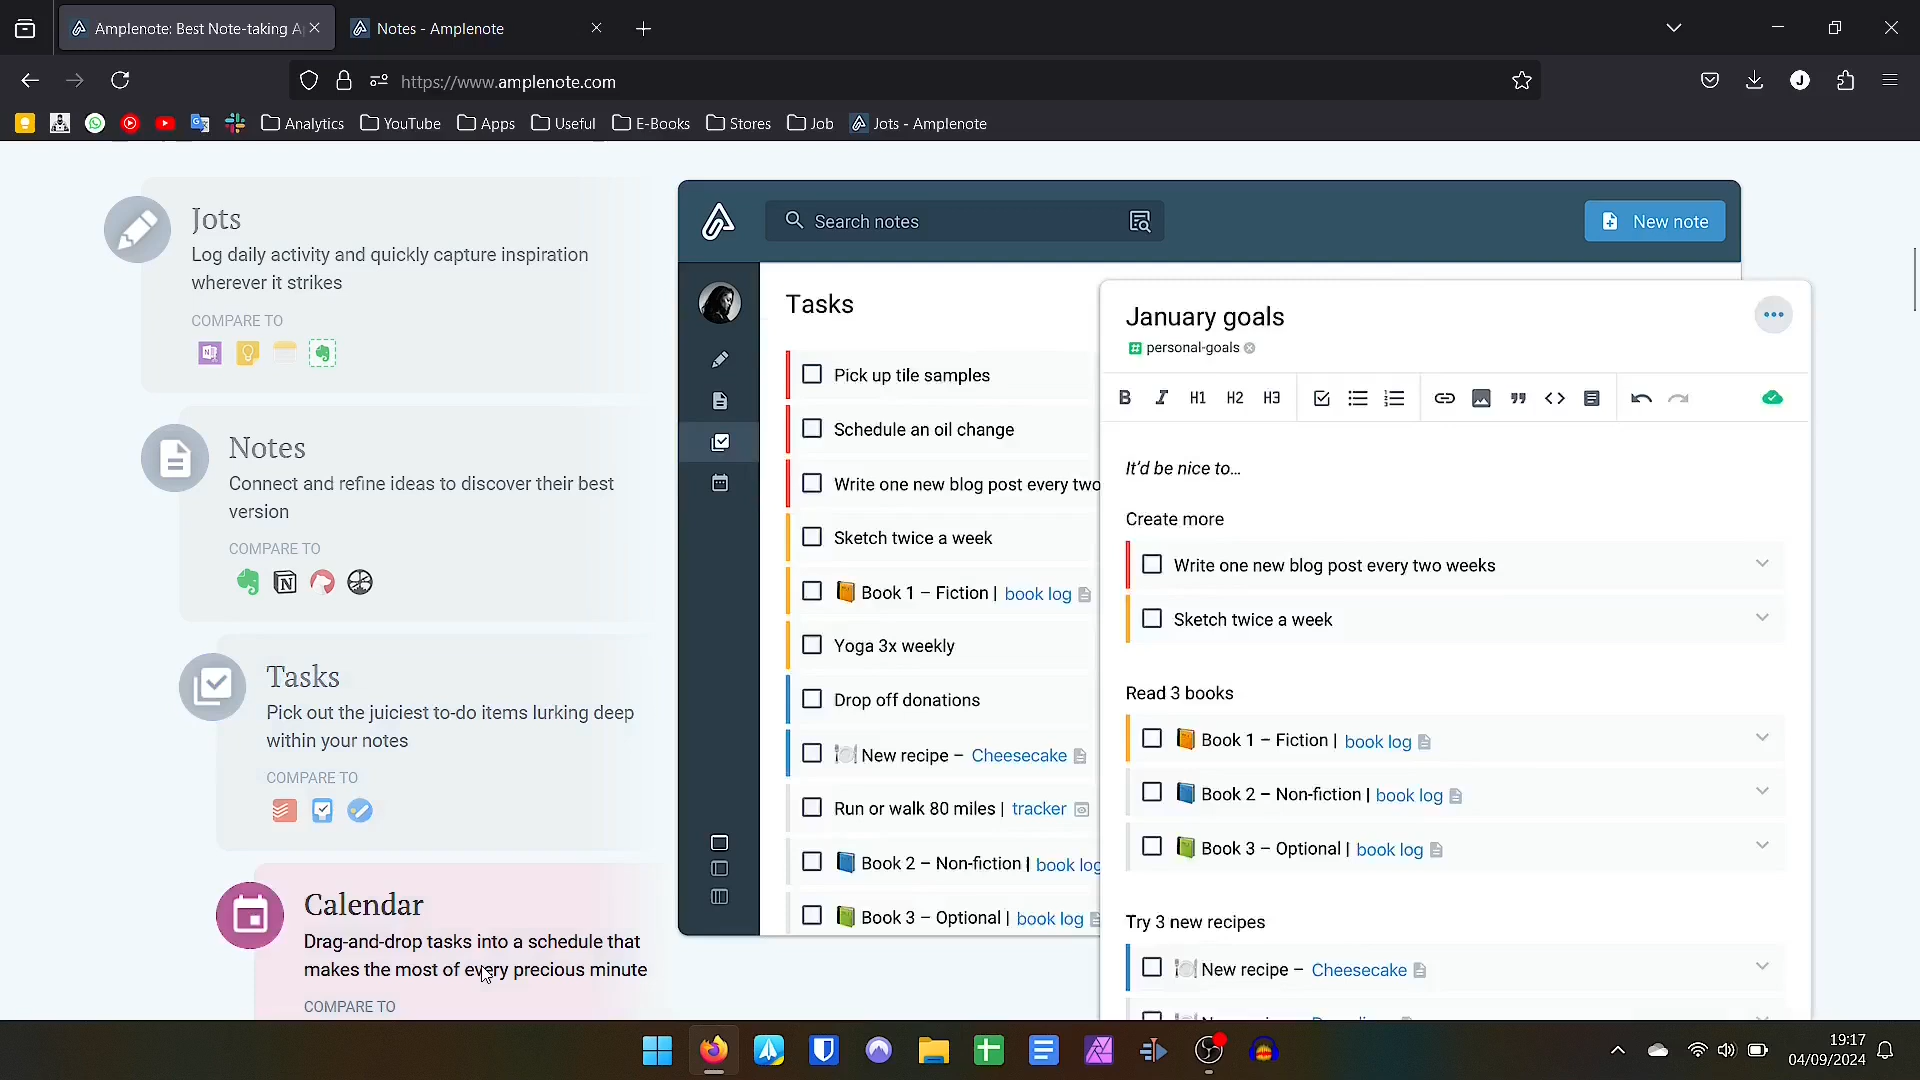 Amplenote: Best Note-taking A
Notes - Amplenote
https://www.amplenote.com
Analytics
YouTube
Apps
Useful
E-Books
Stores
Job
Jots - Amplenote
Jots
Log daily activity and quickly capture inspiration
wherever it strikes
COMPARE TO
Notes
Connect and refine ideas to discover their best
version
COMPARE TO
Tasks
Pick out the juiciest to-do items lurking deep
within your notes
COMPARE TO
Calendar
Drag-and-drop tasks into a schedule that
makes the most of every precious minute
COMPARE TO
Search notes
New note
Tasks
Pick up tile samples
Schedule an oil change
Write one new blog post every two
Sketch twice a week
Book 1 – Fiction | book log
Yoga 3x weekly
Drop off donations
New recipe – Cheesecake
Run or walk 80 miles | tracker
Book 2 – Non-fiction | book log
Book 3 – Optional | book log
January goals
personal-goals
B I H1 H2 H3
It'd be nice to...
Create more
Write one new blog post every two weeks
Sketch twice a week
Read 3 books
Book 1 – Fiction | book log
Book 2 – Non-fiction | book log
Book 3 – Optional | book log
Try 3 new recipes
New recipe – Cheesecake
19:17
04/09/2024